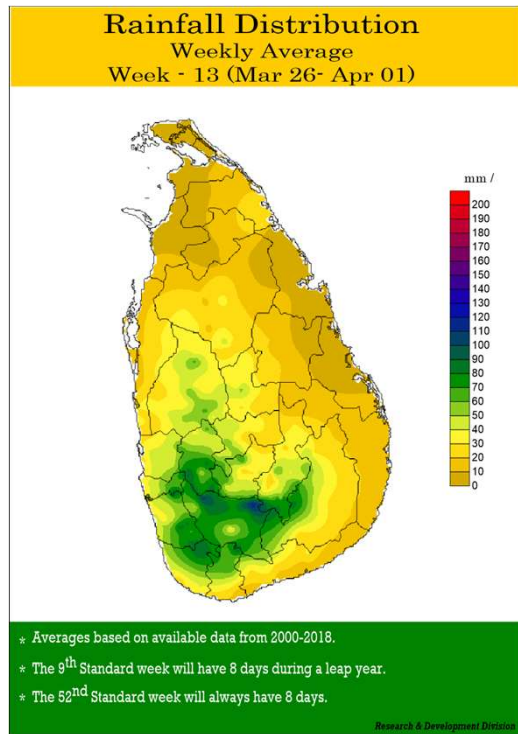 Rainfall Distribution
Weekly Average
Week - 13 (Mar 26- Apr 01)
mm /
200
190
180
170
160
150
140
130
120
110
100
90
80
70
60
50
40
30
20
10
0
* Averages based on available data from 2000-2018.
* The 9th Standard week will have 8 days during a leap year.
* The 52nd Standard week will always have 8 days.
Research & Development Division